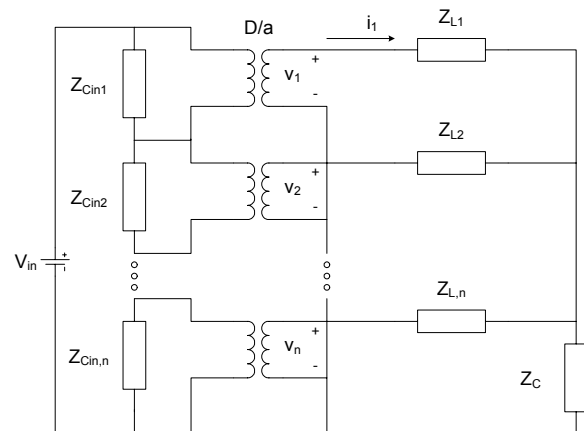 D/a
i1
ZL1
ZCin1
+
v1
-
ZL2
ZCin2
+
v2
-
Vin
+
-
ZL,n
ZCin,n
+
vn
-
ZC